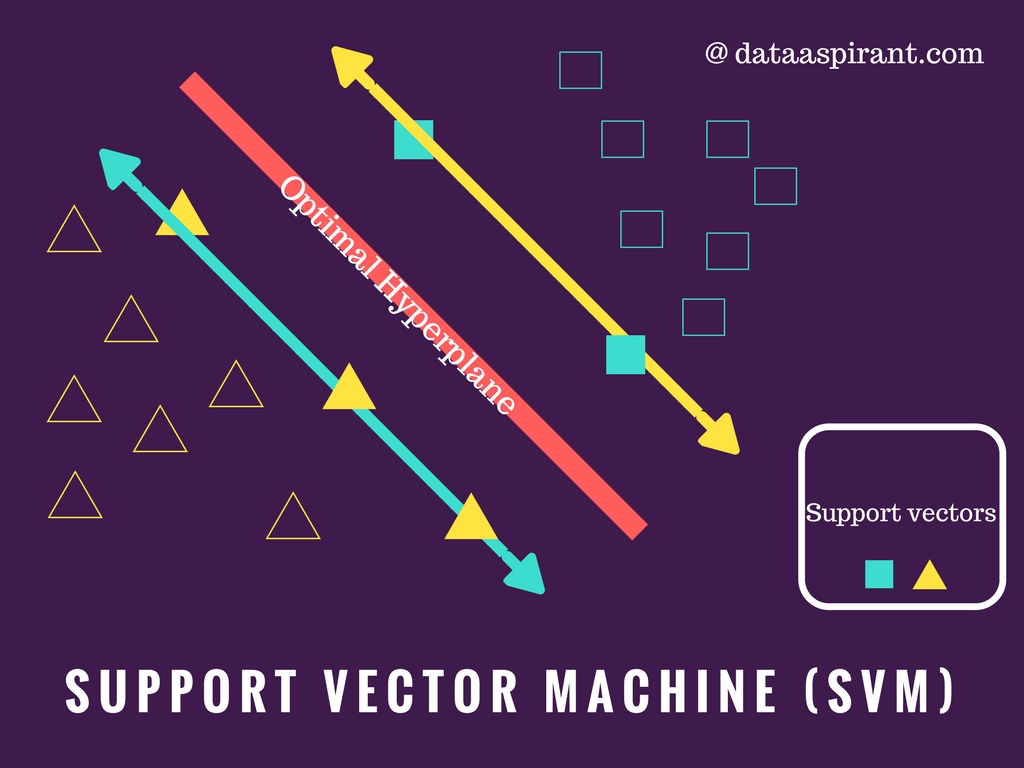 @ dataaspirant.com
Optimal Hyperplane
Support vectors
SUPPORT VECTOR MACHINE (SVM)